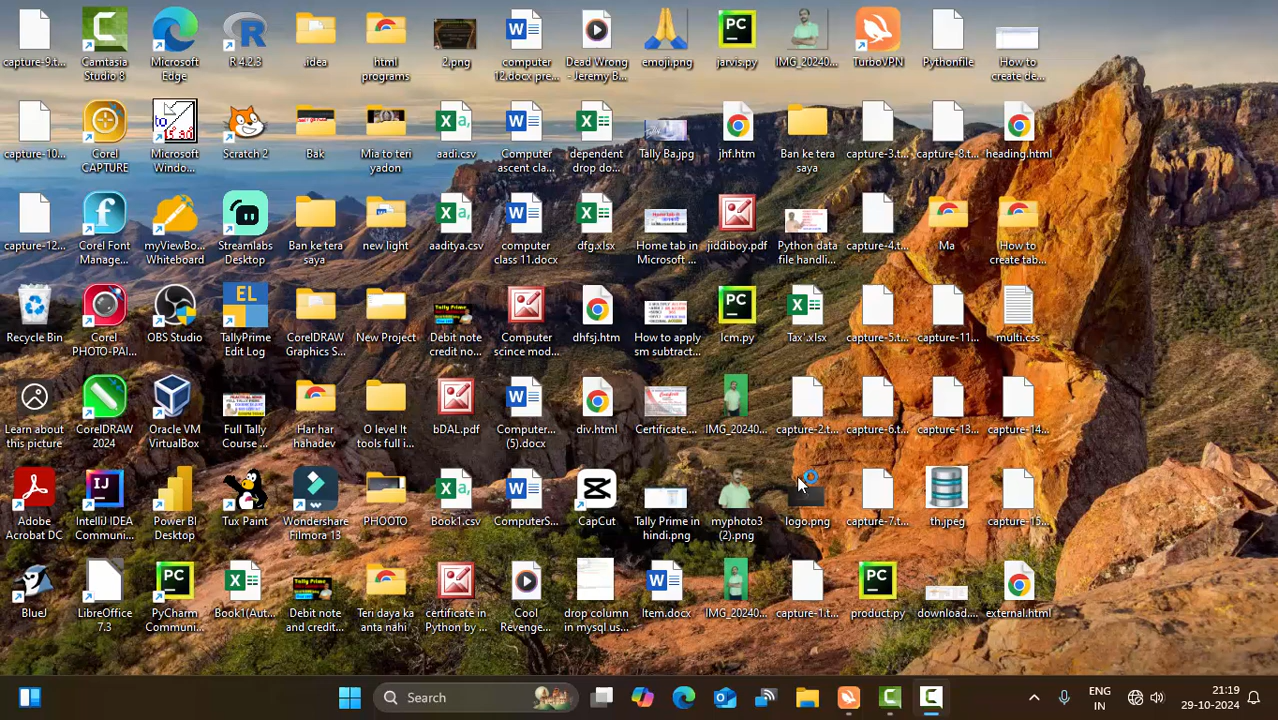 capture-9.t...
Camtasia
Studio 8
Microsoft
Edge
R 4.2.3
.idea
html
programs
2.png
computer
12.docx pre...
Dead Wrong
- Jeremy B...
emoji.png
jarvis.py
IMG_20240...
TurboVPN
Pythonfile
How to
create de...
capture-10...
Corel
CAPTURE
Microsoft
Windo...
Scratch 2
Bak
Mia to teri
yadon
aadi.csv
Computer
ascent cla...
dependent
drop do...
Tally Ba.jpg
jhf.htm
Ban ke tera
saya
capture-3.t...
capture-8.t...
heading.html
capture-12...
Corel Font
Manage...
myViewBo...
Whiteboard
Streamlabs
Desktop
Ban ke tera
saya
new light
aaditya.csv
computer
class 11.docx
dfg.xlsx
Home tab in
Microsoft ...
jiddiboy.pdf
Python data
file handli...
capture-4.t...
Ma
How to
create tab...
Recycle Bin
Corel
PHOTO-PAI...
OBS Studio
TallyPrime
Edit Log
CorelDRAW
Graphics S...
New Project
Debit note
credit no...
Computer
scince mod...
dhfsj.htm
How to apply
sm subtract...
lcm.py
Tax'.xlsx
capture-5.t...
capture-11...
multi.css
Learn about
this picture
CorelDRAW
2024
Oracle VM
VirtualBox
Full Tally
Course ...
Har har
hahadev
O level It
tools full i...
bDAL.pdf
Computer...
(5).docx
div.html
Certificate....
IMG_20240...
capture-2.t...
capture-6.t...
capture-13...
capture-14...
Adobe
Acrobat DC
IntelliJ IDEA
Communi...
Power BI
Desktop
Tux Paint
Wondershare
Filmora 13
PHOOTO
Book1.csv
ComputerS...
CapCut
Tally Prime in
hindi.png
myphoto3
(2).png
logo.png
capture-7.t...
th.jpeg
capture-15...
BlueJ
LibreOffice
7.3
PyCharm
Communi...
Book1(Aut...
Debit note
and credit...
Teri daya ka
anta nahi
certificate in
Python by ...
Cool
Revenge...
drop column
in mysql us...
Item.docx
IMG_20240...
capture-1.t...
product.py
download....
external.html
Search
ENG
IN
21:19
29-10-2024